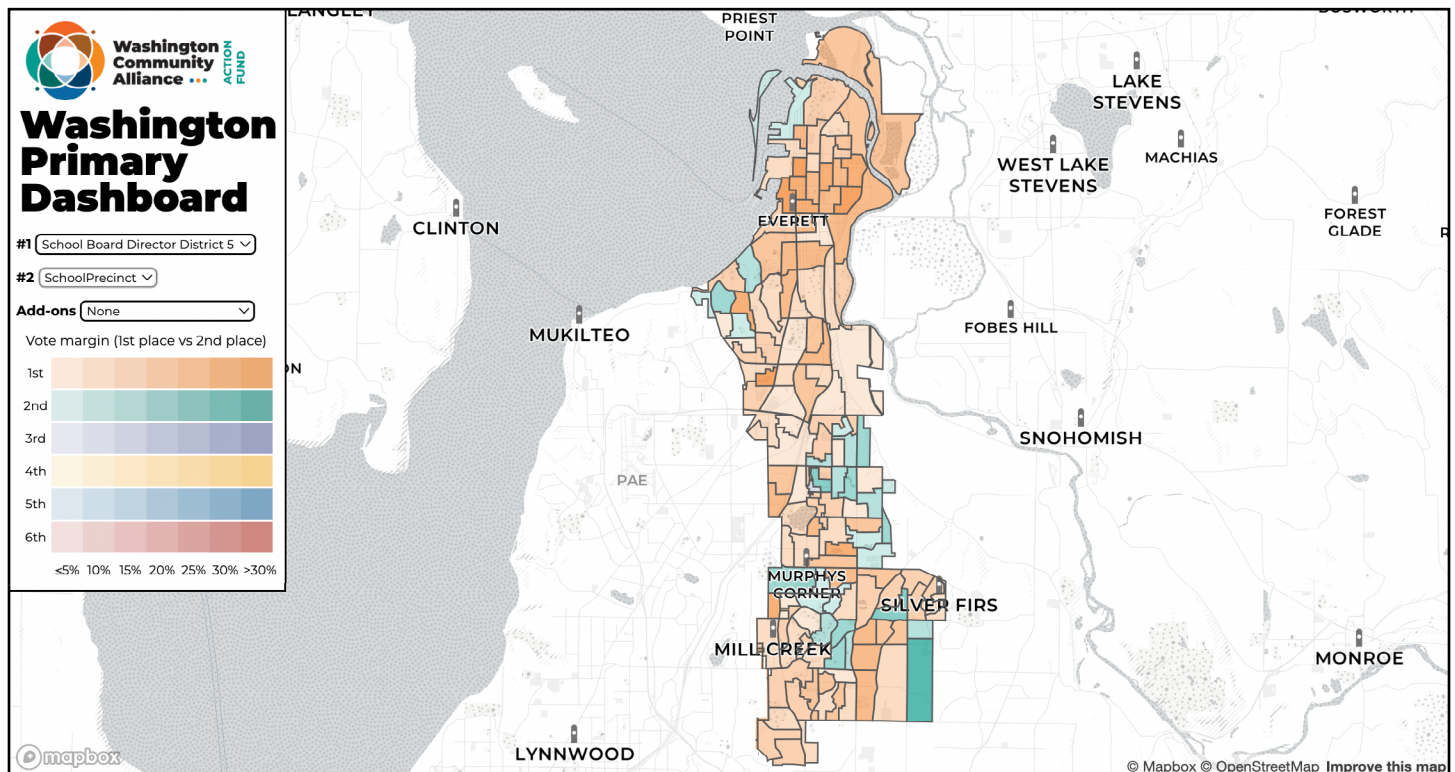 Washington
Community
Alliance
ACTION
FUND
Washington
Primary
Dashboard
#1 School Board Director District 5
#2 SchoolPrecinct
Add-ons None
Vote margin (1st place vs 2nd place)
1st
2nd
3rd
4th
5th
6th
≤5% 10% 15% 20% 25% 30% >30%
LANGLEY
PRIEST
POINT
BOSWORTH
LAKE
STEVENS
WEST LAKE
STEVENS
MACHIAS
CLINTON
EVERETT
FOREST
GLADE
MUKILTEO
FOBES HILL
ON
SNOHOMISH
PAE
MURPHYS
CORNER
SILVER FIRS
MILL CREEK
MONROE
LYNNWOOD
mapbox
© Mapbox © OpenStreetMap Improve this map